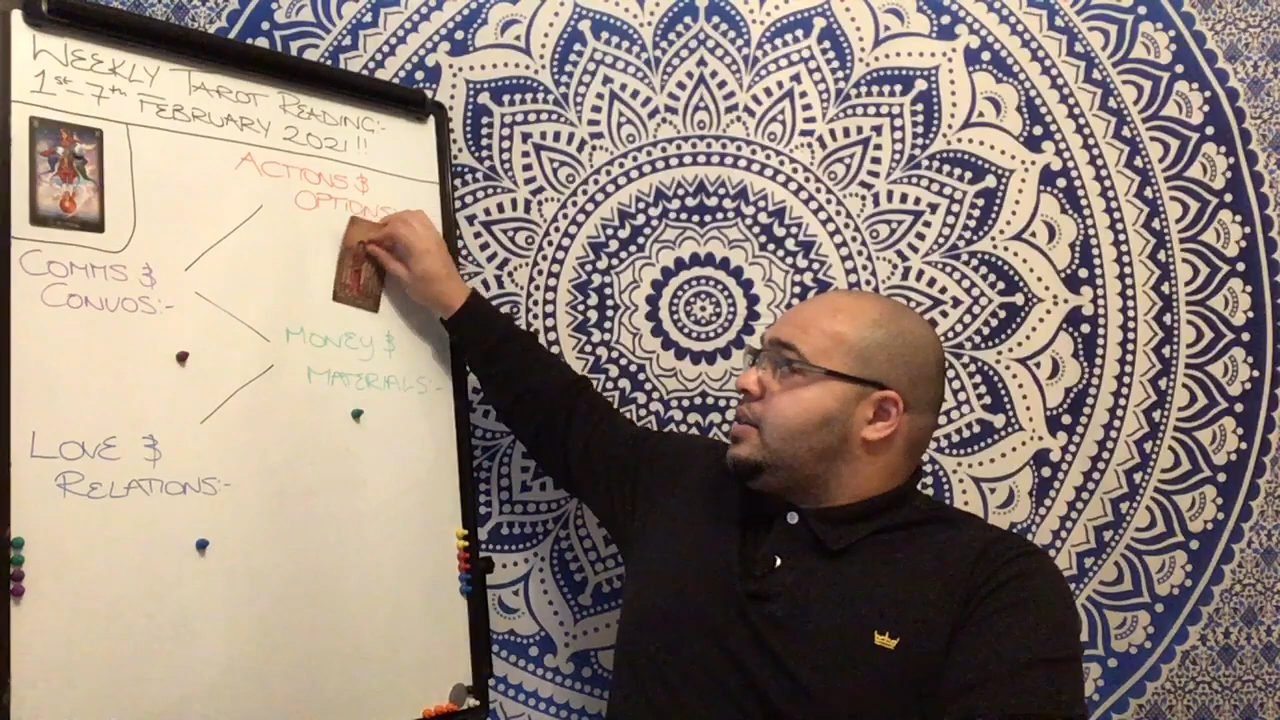 WEEKLY TAROT READING:-
1st - 7th FEBRUARY 2021!!
ACTIONS &
OPTIONS:-
COMMS &
CONVOS:-
MONEY &
MATERIALS:-
LOVE &
RELATIONS:-